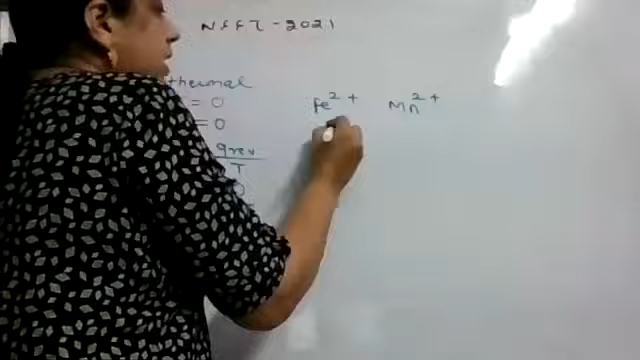 NEET - 2021
thermal
= 0
= 0
qrev
T
Fe2+ Mn2+